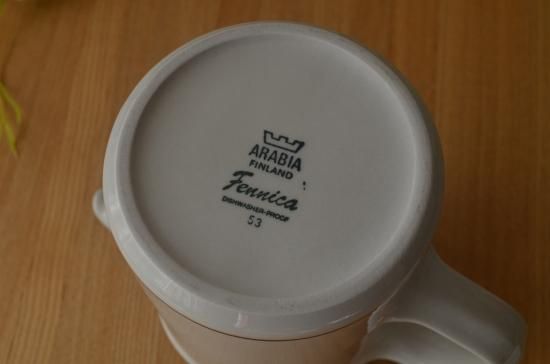 ARABIA
FINLAND
Fennica
DISHWASHER-PROOF
53